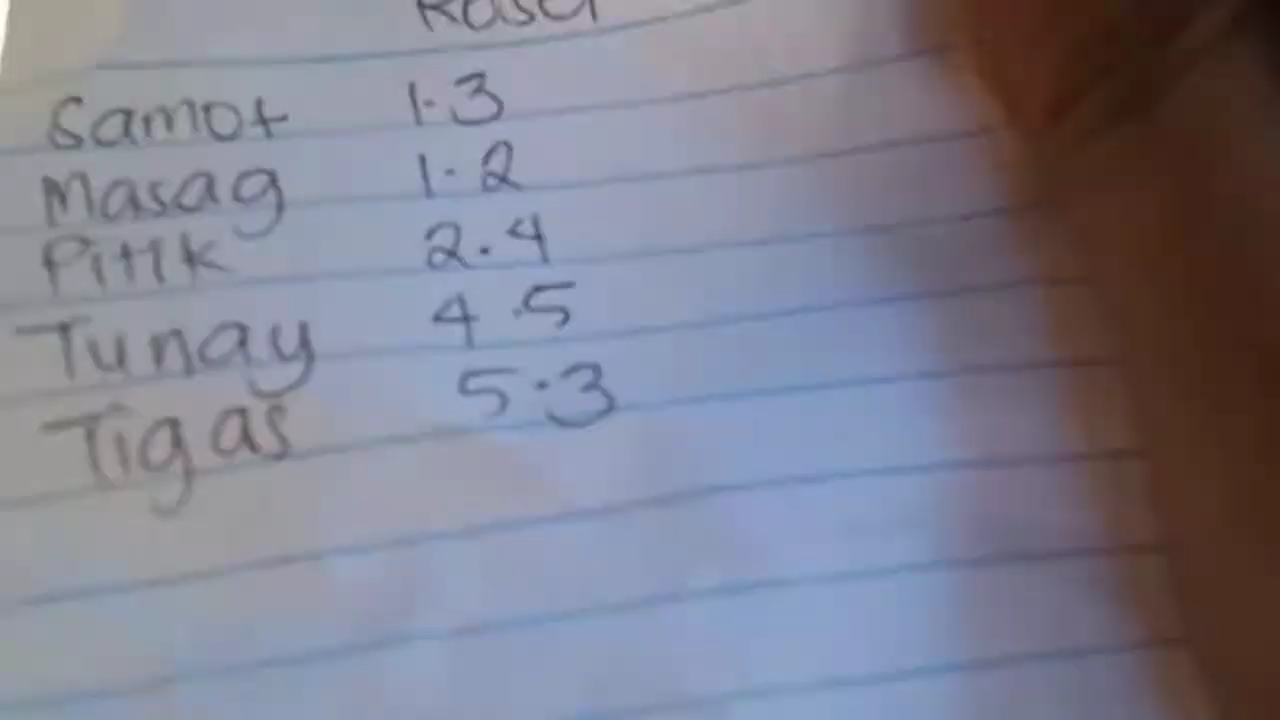 Samot 1.3
Masag 1.2
Pitik 2.4
Tunay 4.5
Tigas 5.3